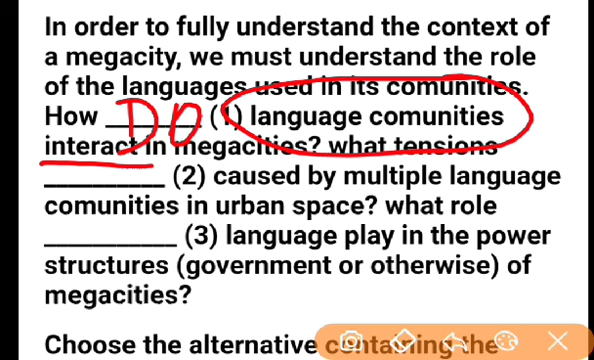 In order to fully understand the context of
a megacity, we must understand the role
of the languages used in its comunities.
How ________ DO (1) language comunities
interact in megacities? what tensions
__________ (2) caused by multiple language
comunities in urban space? what role
___________ (3) language play in the power
structures (government or otherwise) of
megacities?
Choose the alternative containing the